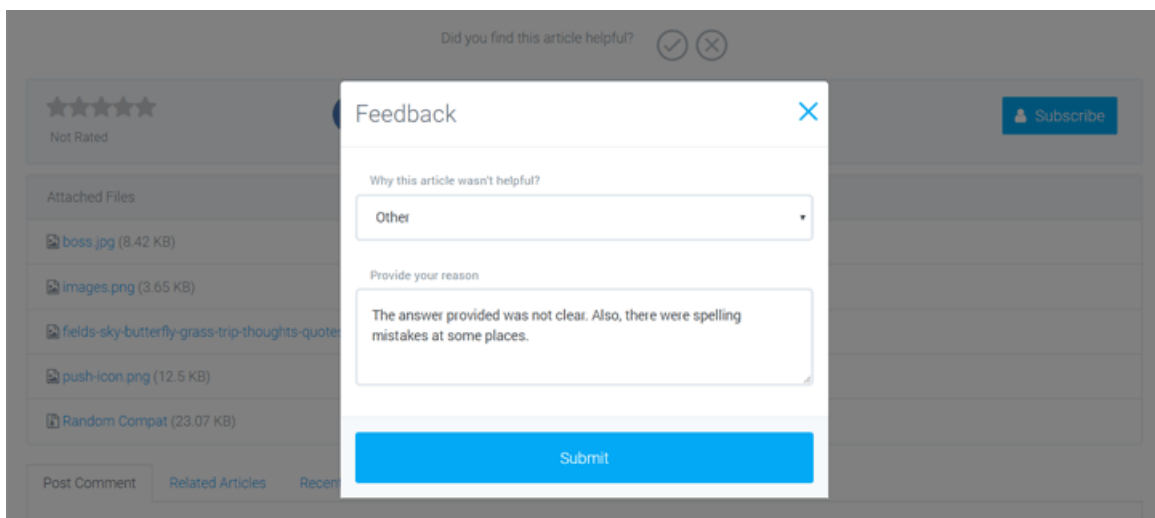 Did you find this article helpful?
Not Rated
Feedback
Subscribe
Why this article wasn't helpful?
Other
Provide your reason
The answer provided was not clear. Also, there were spelling
mistakes at some places.
Submit
Attached Files
boss.jpg (8.42 KB)
images.png (3.65 KB)
fields-sky-butterfly-grass-trip-thoughts-quote
push-icon.png (12.5 KB)
Random Compat (23.07 KB)
Post Comment Related Articles Recen